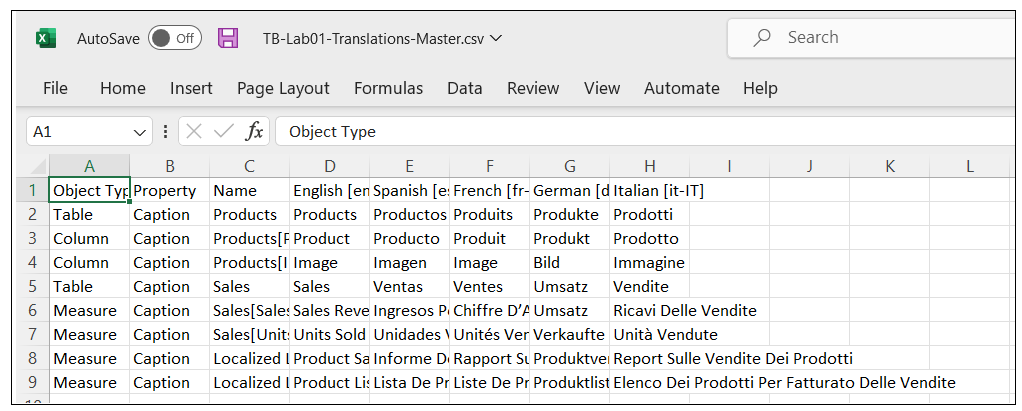 AutoSave Off TB-Lab01-Translations-Master.csv Search
File Home Insert Page Layout Formulas Data Review View Automate Help
A1 fx Object Type
A B C D E F G H I J K L
1 Object Typ Property Name English [en Spanish [es French [fr- German [d Italian [it-IT]
2 Table Caption Products Products Productos Produits Produkte Prodotti
3 Column Caption Products[P Product Producto Produit Produkt Prodotto
4 Column Caption Products[I Image Imagen Image Bild Immagine
5 Table Caption Sales Sales Ventas Ventes Umsatz Vendite
6 Measure Caption Sales[Sales Sales Reve Ingresos Po Chiffre D’A Umsatz Ricavi Delle Vendite
7 Measure Caption Sales[Units Units Sold Unidades V Unités Ven Verkaufte Unità Vendute
8 Measure Caption Localized L Product Sa Informe De Rapport Su Produktver Report Sulle Vendite Dei Prodotti
9 Measure Caption Localized L Product Lis Lista De Pr Liste De Pr Produktlist Elenco Dei Prodotti Per Fatturato Delle Vendite